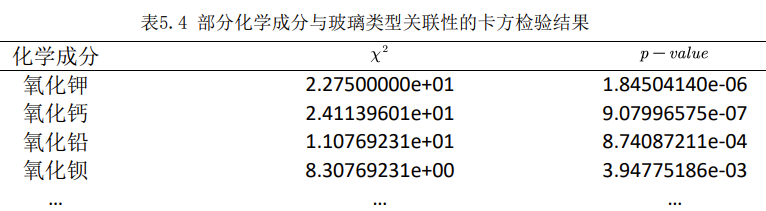 表5.4 部分化学成分与玻璃类型关联性的卡方检验结果
化学成分 χ² p − value
氧化钾 2.27500000e+01 1.84504140e-06
氧化钙 2.41139601e+01 9.07996575e-07
氧化铅 1.10769231e+01 8.74087211e-04
氧化钡 8.30769231e+00 3.94775186e-03
… … …